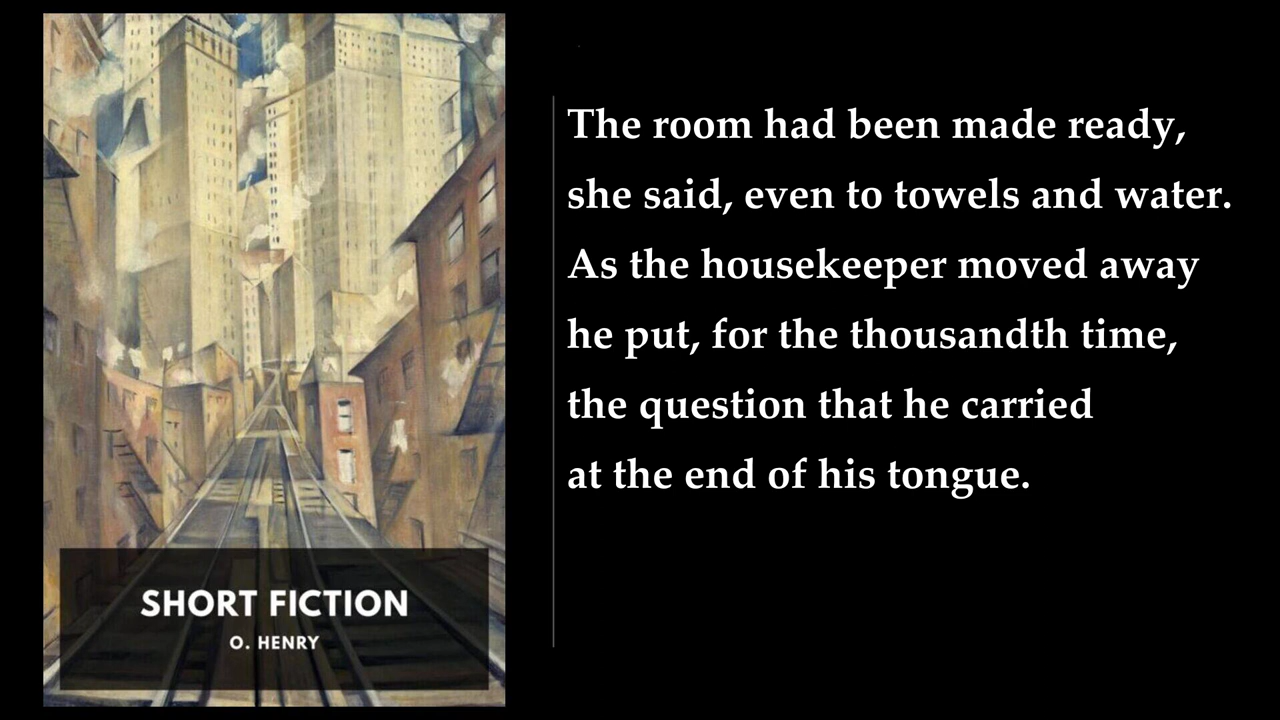 The room had been made ready,
she said, even to towels and water.
As the housekeeper moved away
he put, for the thousandth time,
the question that he carried
at the end of his tongue.
SHORT FICTION
O. HENRY